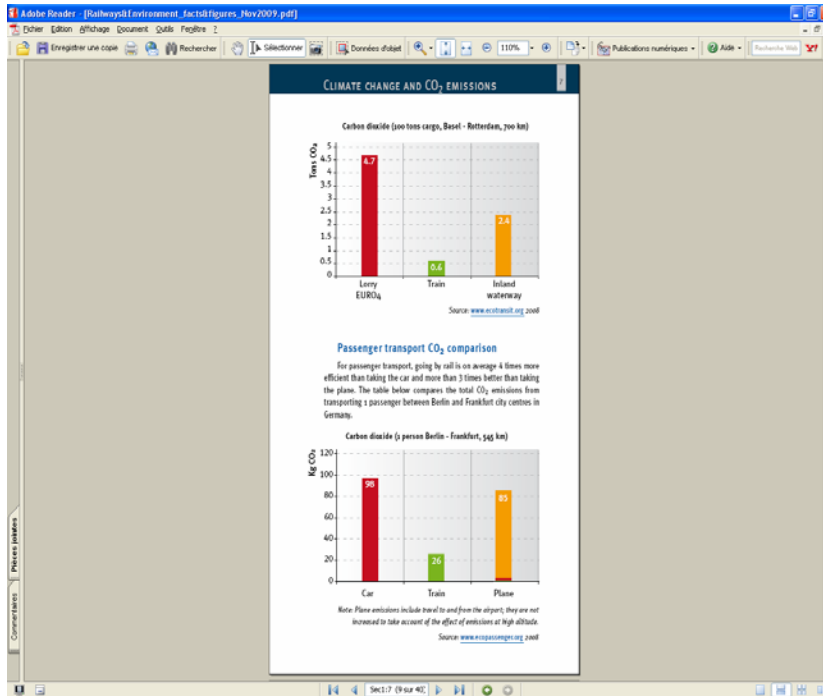 Adobe Reader - [Railways&Environment_facts&figures_Nov2009.pdf]
Fichier Edition Affichage Document Outils Fenêtre ?
Enregistrer une copie Rechercher Sélectionner Données d'objet 110% Publications numériques Aide Recherche Web Y!
CLIMATE CHANGE AND CO₂ EMISSIONS
7
Carbon dioxide (100 tons cargo, Basel - Rotterdam, 700 km)
Tons CO₂
5
4.5
4
3.5
3
2.5
2
1.5
1
0.5
0
4.7
0.6
2.4
Lorry Train Inland
EURO4 waterway
Source: www.ecotransit.org 2008
Passenger transport CO₂ comparison
For passenger transport, going by rail is on average 4 times more
efficient than taking the car and more than 3 times better than taking
the plane. The table below compares the total CO₂ emissions from
transporting 1 passenger between Berlin and Frankfurt city centres in
Germany.
Carbon dioxide (1 person Berlin - Frankfurt, 545 km)
Kg CO₂
120
100
80
60
40
20
0
98
26
85
Car Train Plane
Note: Plane emissions include travel to and from the airport; they are not
increased to take account of the effect of emissions at high altitude.
Source: www.ecopassenger.org 2008
Pièces jointes
Commentaires
Sec1:7 (9 sur 40)